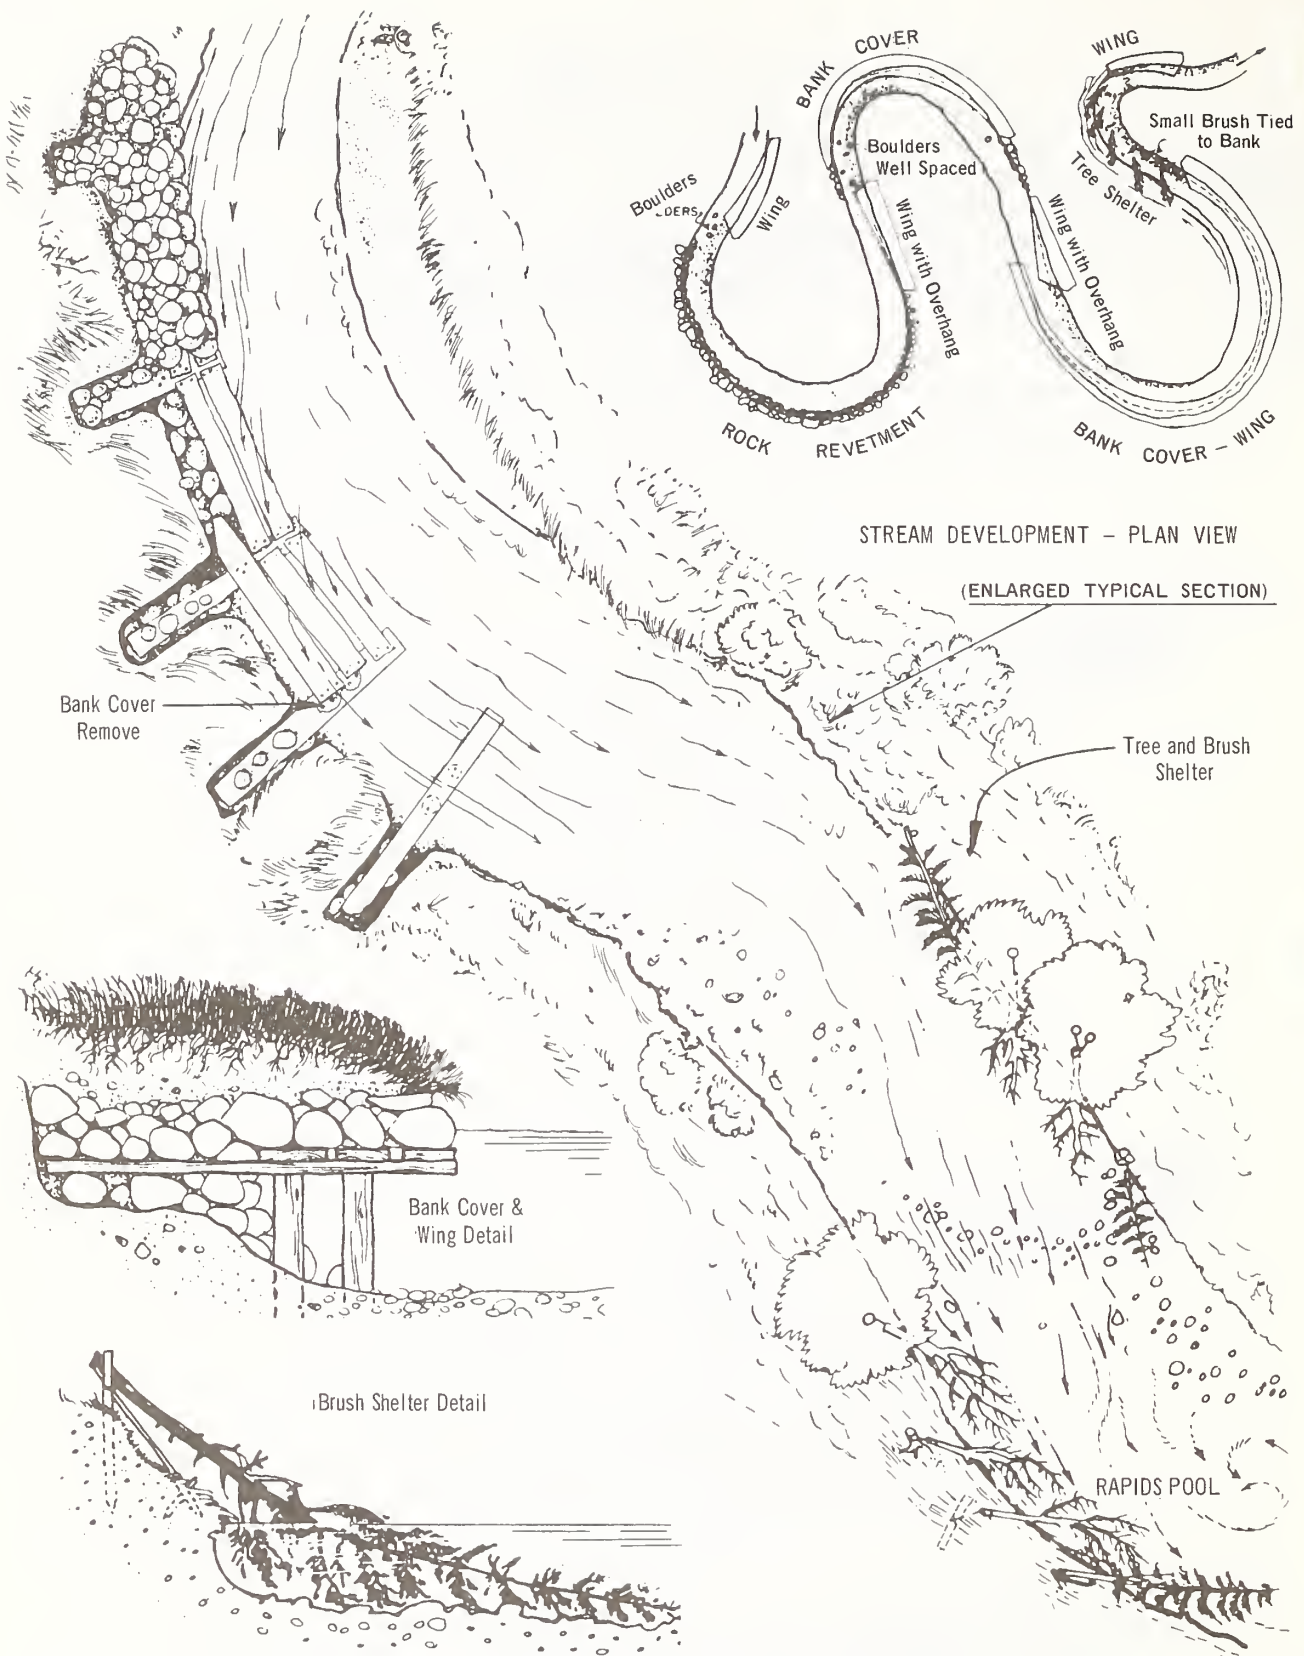 BANK COVER
WING
Small Brush Tied
to Bank
Boulders
Well Spaced
Boulders
DERS
Wing
Tree Shelter
Wing with Overhang
Wing with Overhang
ROCK REVETMENT
BANK COVER – WING
STREAM DEVELOPMENT – PLAN VIEW
(ENLARGED TYPICAL SECTION)
Bank Cover
Remove
Tree and Brush
Shelter
Bank Cover &
Wing Detail
Brush Shelter Detail
RAPIDS POOL